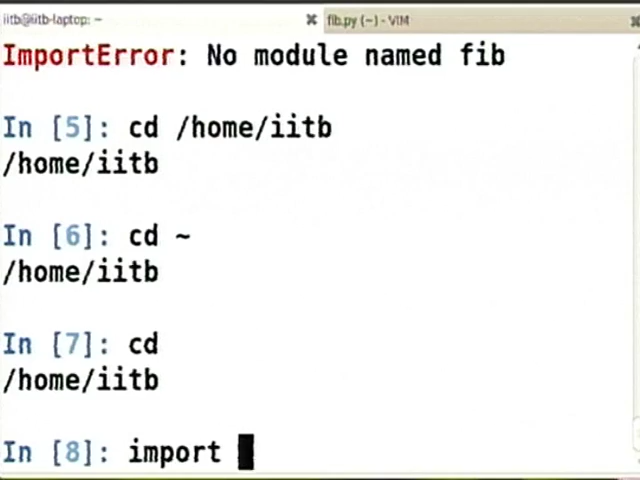 iitb@iitb-laptop: ~
fib.py (~) - VIM
ImportError: No module named fib
In [5]: cd /home/iitb
/home/iitb
In [6]: cd ~
/home/iitb
In [7]: cd
/home/iitb
In [8]: import